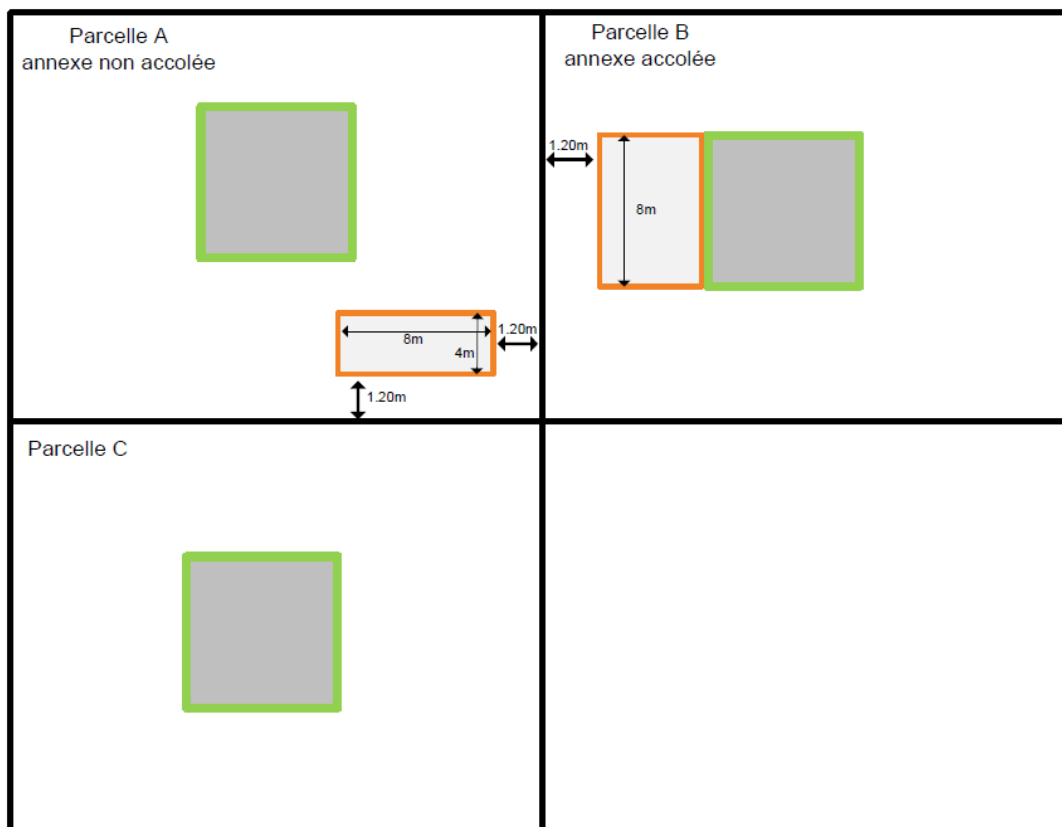 Parcelle A
annexe non accolée
8m
4m
1.20m
1.20m
Parcelle B
annexe accolée
1.20m
8m
Parcelle C